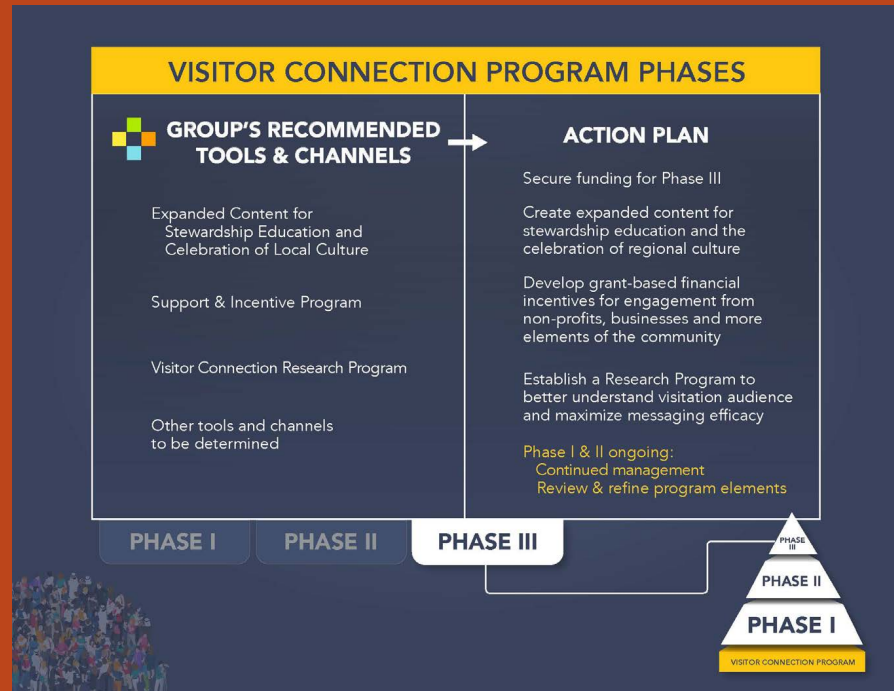 VISITOR CONNECTION PROGRAM PHASES
GROUP'S RECOMMENDED
TOOLS & CHANNELS
Expanded Content for
Stewardship Education and
Celebration of Local Culture
Support & Incentive Program
Visitor Connection Research Program
Other tools and channels
to be determined
ACTION PLAN
Secure funding for Phase III
Create expanded content for
stewardship education and the
celebration of regional culture
Develop grant-based financial
incentives for engagement from
non-profits, businesses and more
elements of the community
Establish a Research Program to
better understand visitation audience
and maximize messaging efficacy
Phase I & II ongoing:
Continued management
Review & refine program elements
PHASE I
PHASE II
PHASE III
PHASE
III
PHASE II
PHASE I
VISITOR CONNECTION PROGRAM